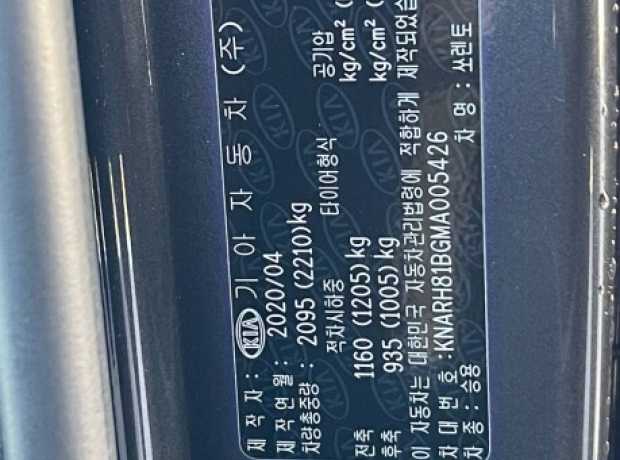 제 작 자 : KIA 기 아 자 동 차 (주)
제 작 연 월 : 2020/04
차량총중량 : 2095 (2210)kg
적차시하중 타이어형식 공기압
전축 1160 (1205)kg kg/cm² (
후축 935 (1005)kg kg/cm² (
이 자동차는 대한민국 자동차관리법령에 적합하게 제작되었습
차 대 번 호 :KNARH81BGMA005426
차 종 : 승용 차 명 : 쏘렌토